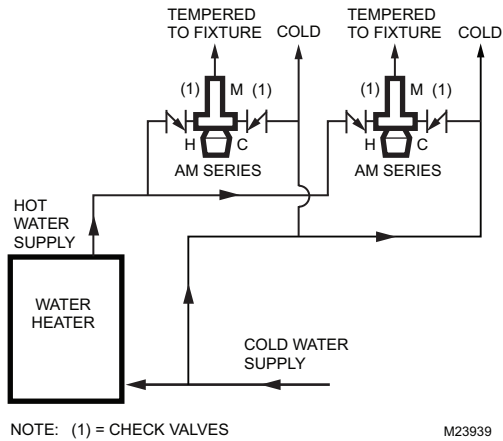 TEMPERED
TO FIXTURE
COLD
TEMPERED
TO FIXTURE
COLD
(1)
M
(1)
H
C
AM SERIES
(1)
M
(1)
H
C
AM SERIES
HOT
WATER
SUPPLY
WATER
HEATER
COLD WATER
SUPPLY
NOTE: (1) = CHECK VALVES
M23939